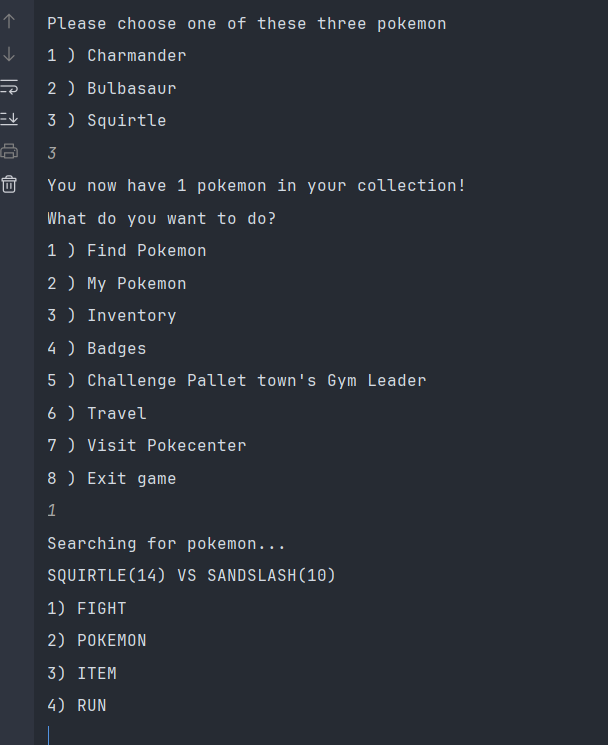 Please choose one of these three pokemon
1 ) Charmander
2 ) Bulbasaur
3 ) Squirtle
3
You now have 1 pokemon in your collection!
What do you want to do?
1 ) Find Pokemon
2 ) My Pokemon
3 ) Inventory
4 ) Badges
5 ) Challenge Pallet town's Gym Leader
6 ) Travel
7 ) Visit Pokecenter
8 ) Exit game
1
Searching for pokemon...
SQUIRTLE(14) VS SANDSLASH(10)
1) FIGHT
2) POKEMON
3) ITEM
4) RUN